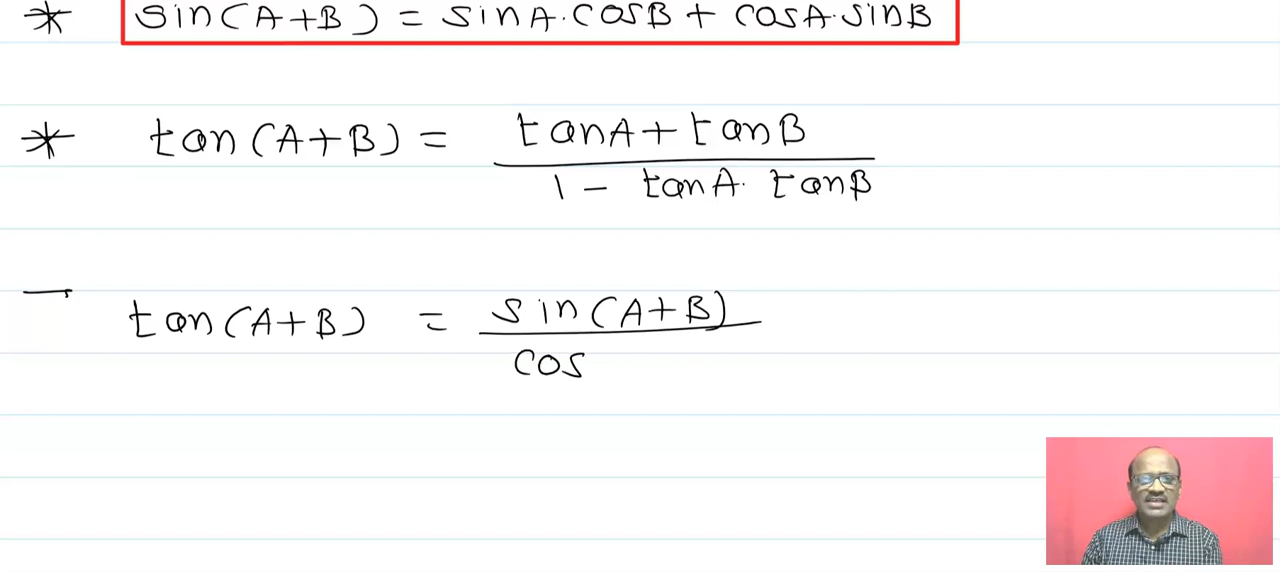 * sin(A+B) = sinA.cosB + cosA.sinB
* tan(A+B) = tanA + tanB
1 - tanA. tanB
tan(A+B) = sin(A+B)
cos